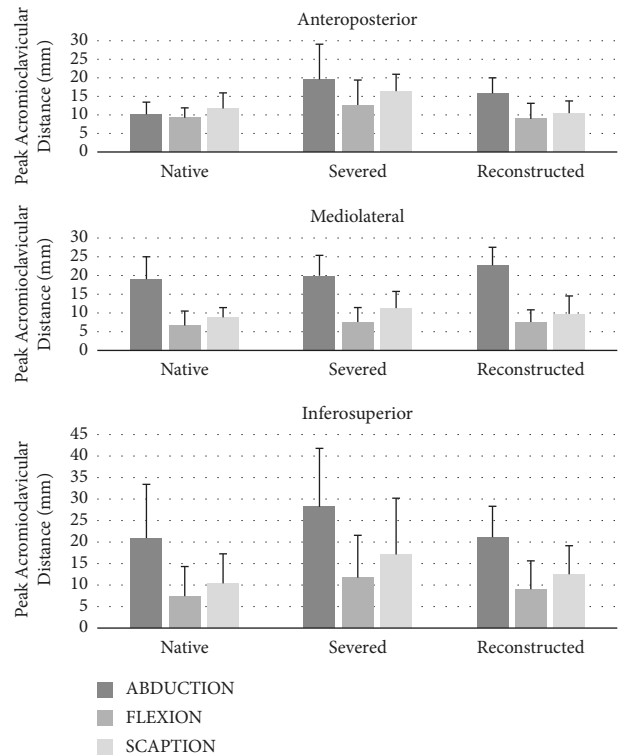 Anteroposterior
Peak Acromioclavicular
Distance (mm)
30
25
20
15
10
5
0
Native
Severed
Reconstructed
Mediolateral
Peak Acromioclavicular
Distance (mm)
30
25
20
15
10
5
0
Native
Severed
Reconstructed
Inferosuperior
Peak Acromioclavicular
Distance (mm)
45
40
35
30
25
20
15
10
5
0
Native
Severed
Reconstructed
ABDUCTION
FLEXION
SCAPTION